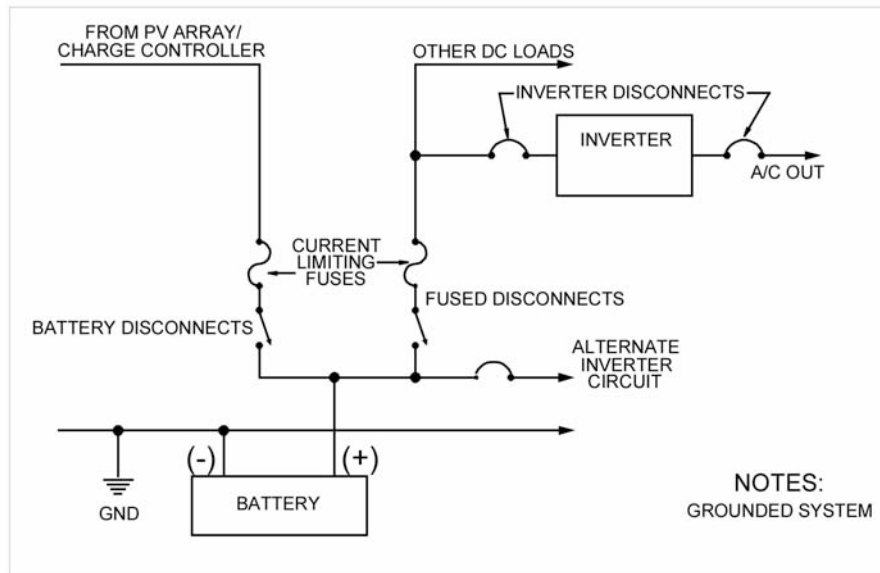 FROM PV ARRAY/
CHARGE CONTROLLER
OTHER DC LOADS
INVERTER DISCONNECTS
INVERTER
A/C OUT
CURRENT
LIMITING
FUSES
FUSED DISCONNECTS
BATTERY DISCONNECTS
ALTERNATE
INVERTER
CIRCUIT
(-)
(+)
BATTERY
GND
NOTES:
GROUNDED SYSTEM